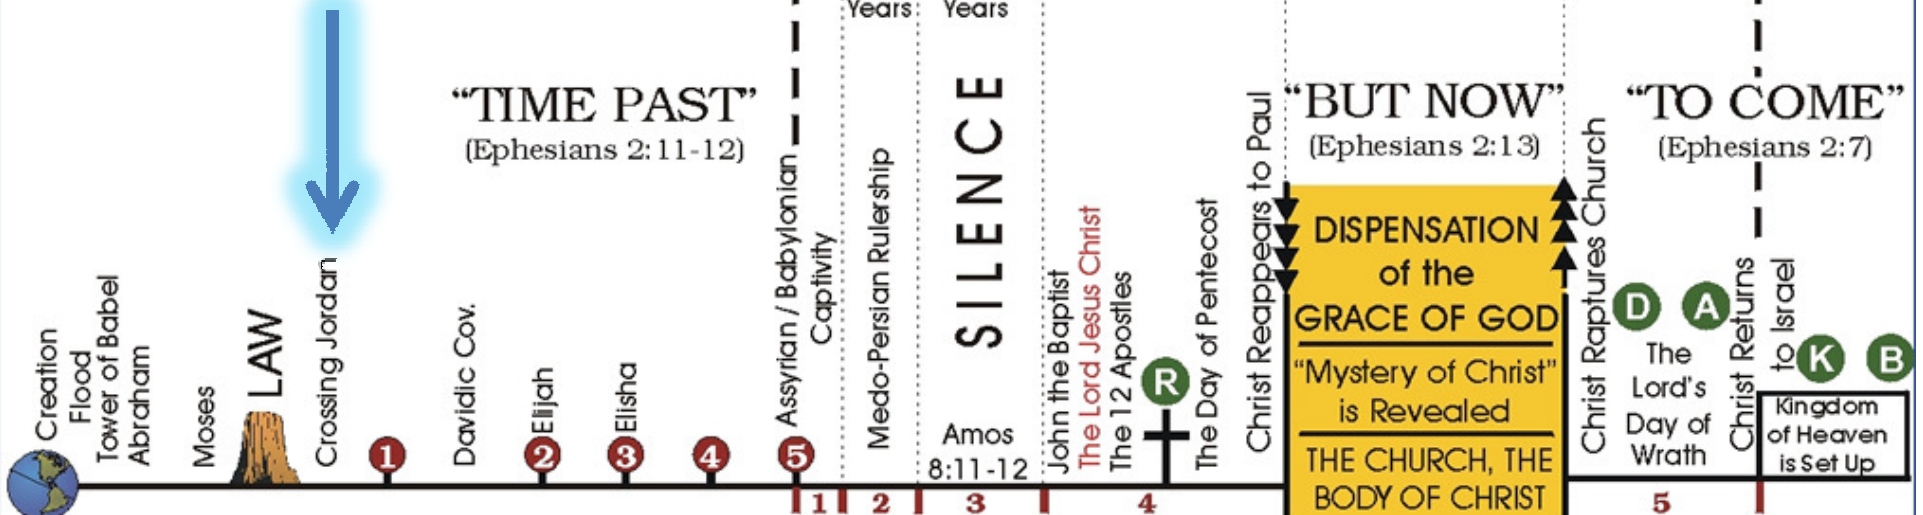 Years
Years
“TIME PAST”
(Ephesians 2:11-12)
“BUT NOW”
(Ephesians 2:13)
“TO COME”
(Ephesians 2:7)
Creation
Flood
Tower of Babel
Abraham
Moses
LAW
Crossing Jordan
1
Davidic Cov.
2
Elijah
3
Elisha
4
5
Assyrian / Babylonian
Captivity
Medo-Persian Rulership
SILENCE
Amos
8:11-12
John the Baptist
The Lord Jesus Christ
The 12 Apostles
R
The Day of Pentecost
Christ Reappears to Paul
DISPENSATION
of the
GRACE OF GOD
“Mystery of Christ”
is Revealed
THE CHURCH, THE
BODY OF CHRIST
Christ Raptures Church
D
A
The
Lord's
Day of
Wrath
Christ Returns
to Israel
K
B
Kingdom
of Heaven
is Set Up
1
2
3
4
5